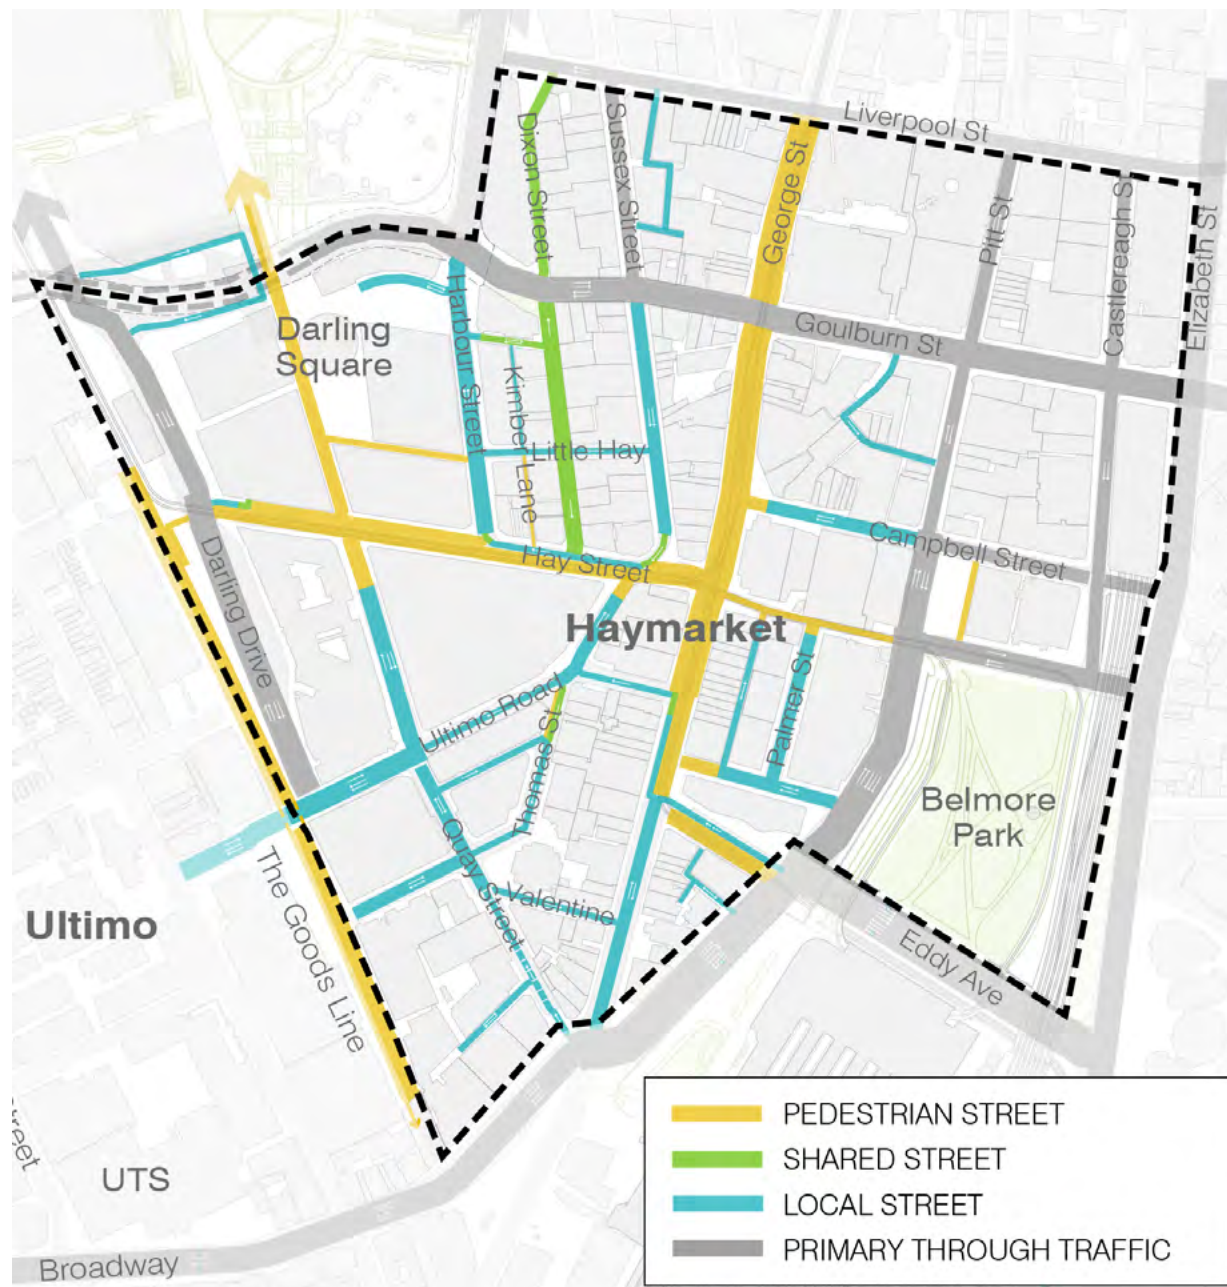 Liverpool St
Dixon Street
Sussex Street
George St
Pitt St
Castlereagh St
Elizabeth St
Darling
Square
Harbour Street
Goulburn St
Kimber Lane
Little Hay
Hay Street
Campbell Street
Darling Drive
Haymarket
Ultimo Road
Thomas St
Palmer St
Belmore
Park
Quay Street
Valentine
The Goods Line
Ultimo
Eddy Ave
reet
UTS
Broadway
PEDESTRIAN STREET
SHARED STREET
LOCAL STREET
PRIMARY THROUGH TRAFFIC